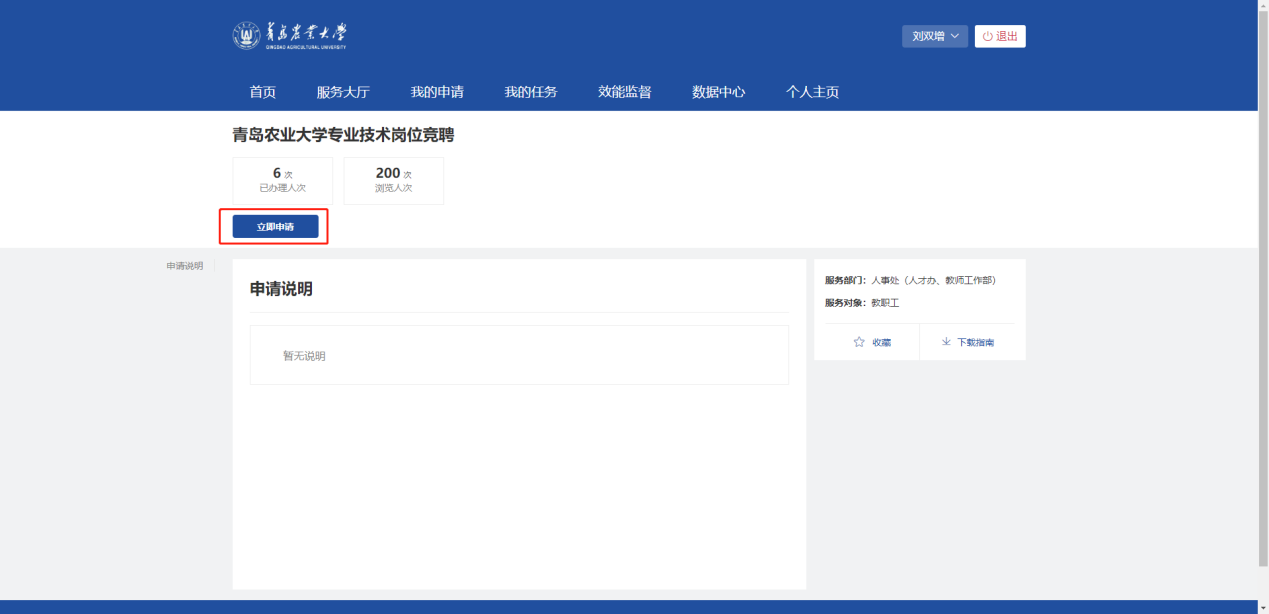 青岛农业大学
QINGDAO AGRICULTURAL UNIVERSITY
刘双增 退出
首页 服务大厅 我的申请 我的任务 效能监督 数据中心 个人主页
青岛农业大学专业技术岗位竞聘
6 次 200 次
已办理人次 浏览人次
立即申请
申请说明
申请说明
暂无说明
服务部门：人事处（人才办、教师工作部）
服务对象：教职工
收藏 下载指南